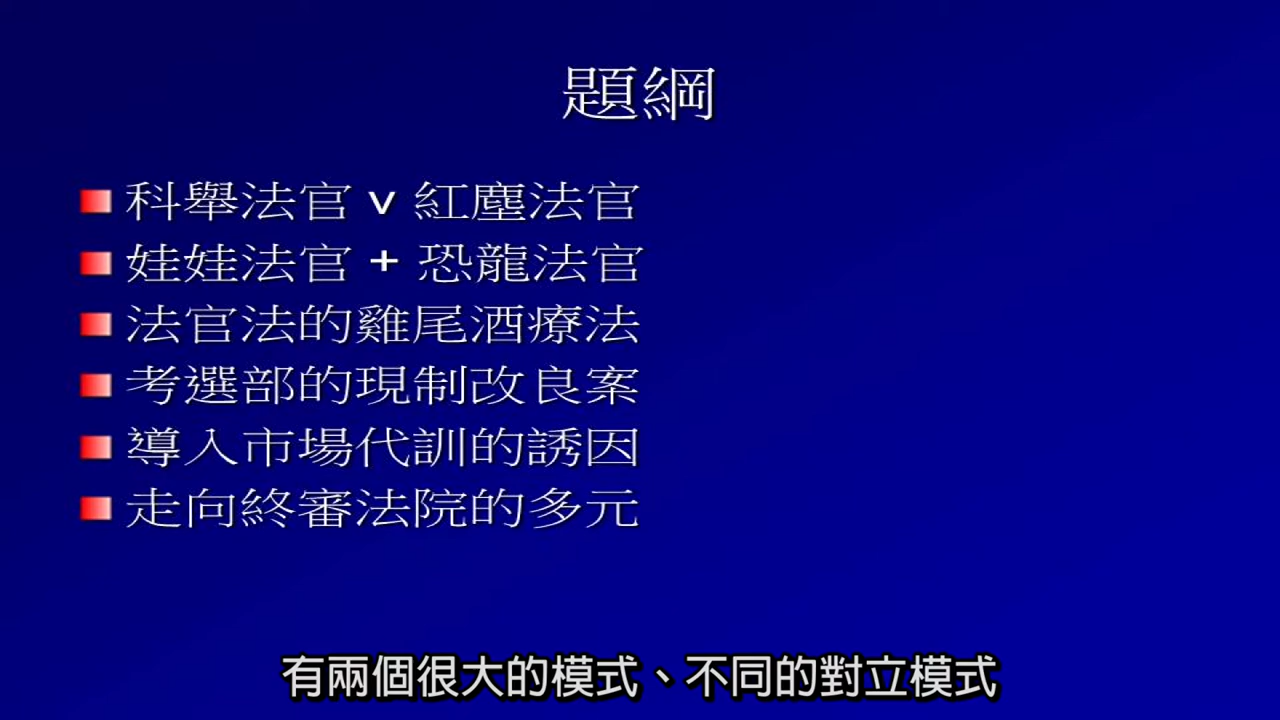 題綱
科舉法官 v 紅塵法官
娃娃法官 + 恐龍法官
法官法的雞尾酒療法
考選部的現制改良案
導入市場代訓的誘因
走向終審法院的多元
有兩個很大的模式、不同的對立模式